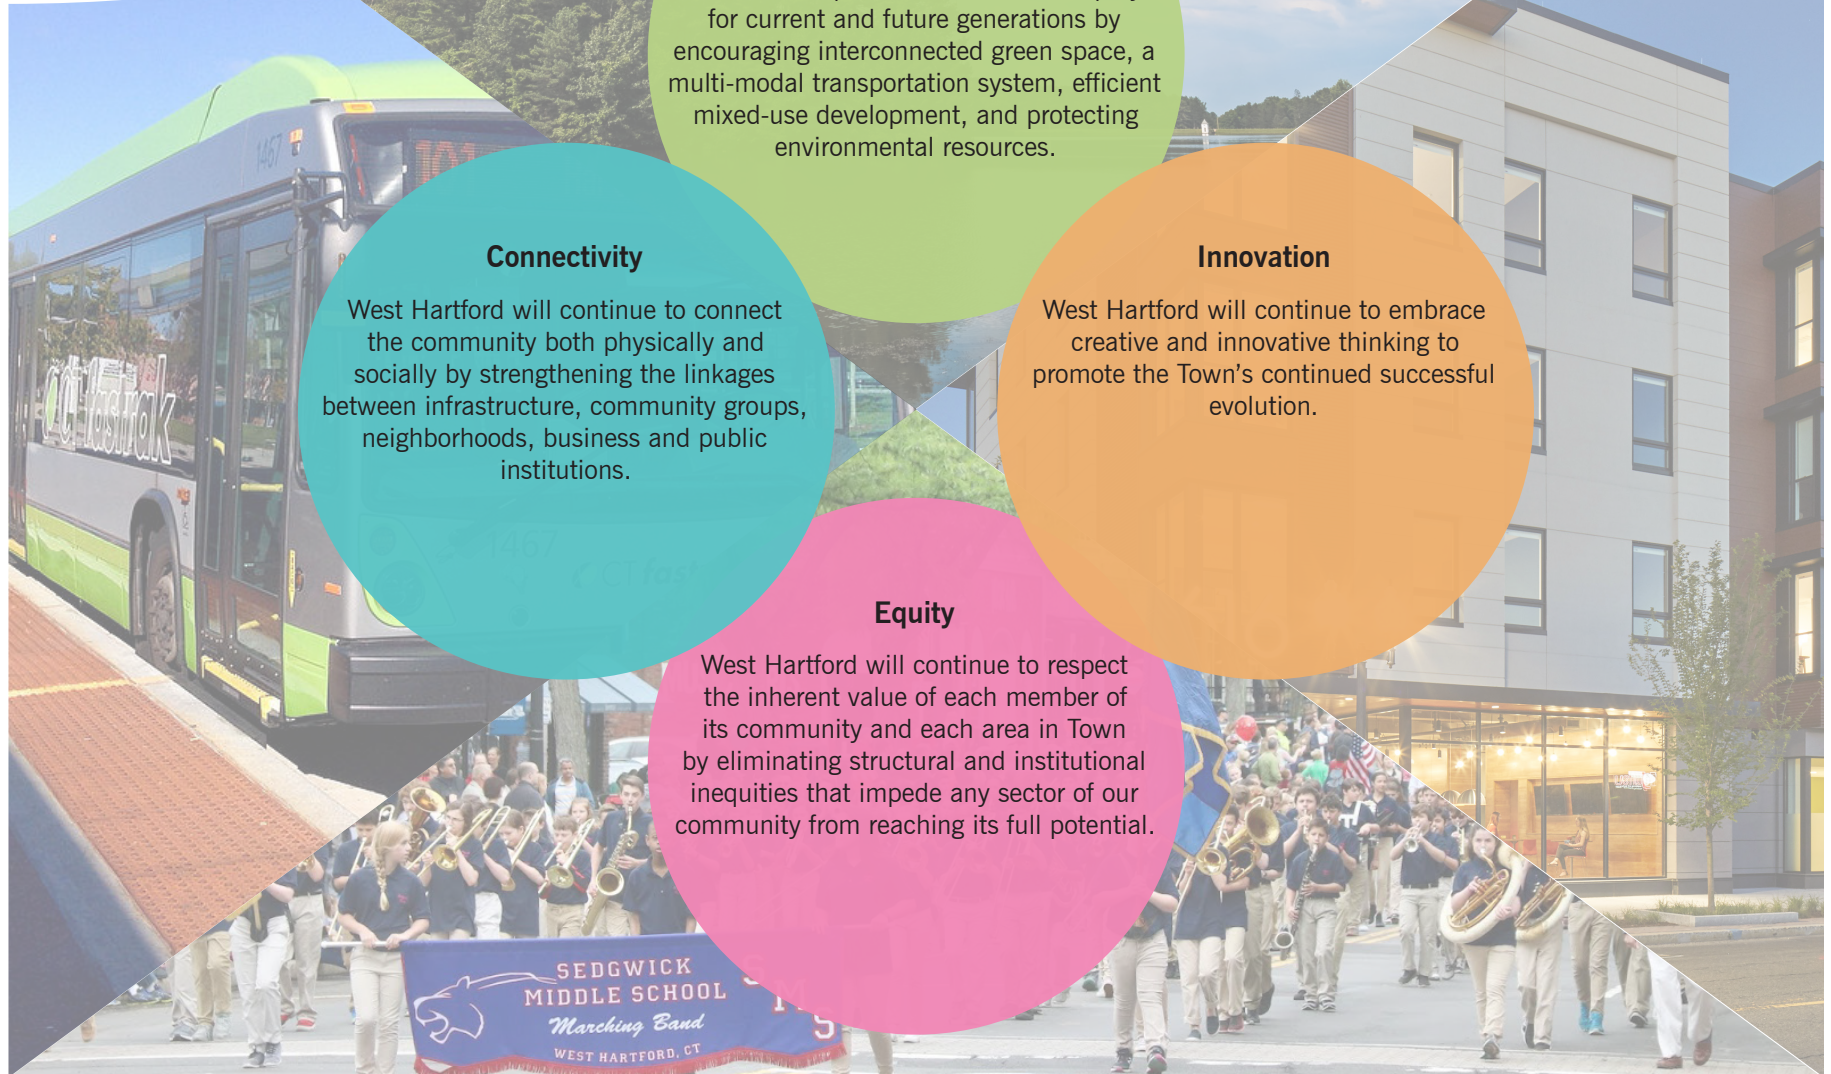 for current and future generations by
encouraging interconnected green space, a
multi-modal transportation system, efficient
mixed-use development, and protecting
environmental resources.
Connectivity
West Hartford will continue to connect
the community both physically and
socially by strengthening the linkages
between infrastructure, community groups,
neighborhoods, business and public
institutions.
Innovation
West Hartford will continue to embrace
creative and innovative thinking to
promote the Town's continued successful
evolution.
Equity
West Hartford will continue to respect
the inherent value of each member of
its community and each area in Town
by eliminating structural and institutional
inequities that impede any sector of our
community from reaching its full potential.
1467
101
CTfastrak
1467
CTfast
SEDGWICK
MIDDLE SCHOOL
Marching Band
WEST HARTFORD, CT
S
M
S